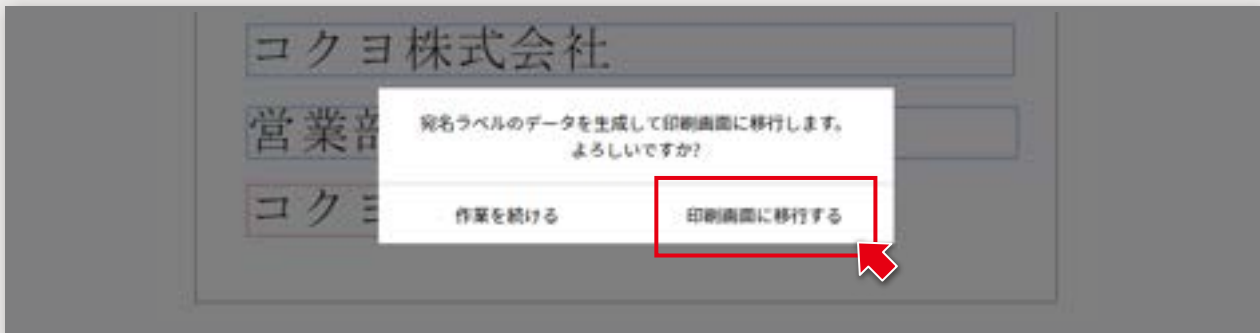 コクヨ株式会社
営業部
宛名ラベルのデータを生成して印刷画面に移行します。
よろしいですか?
コクヨ
作業を続ける
印刷画面に移行する